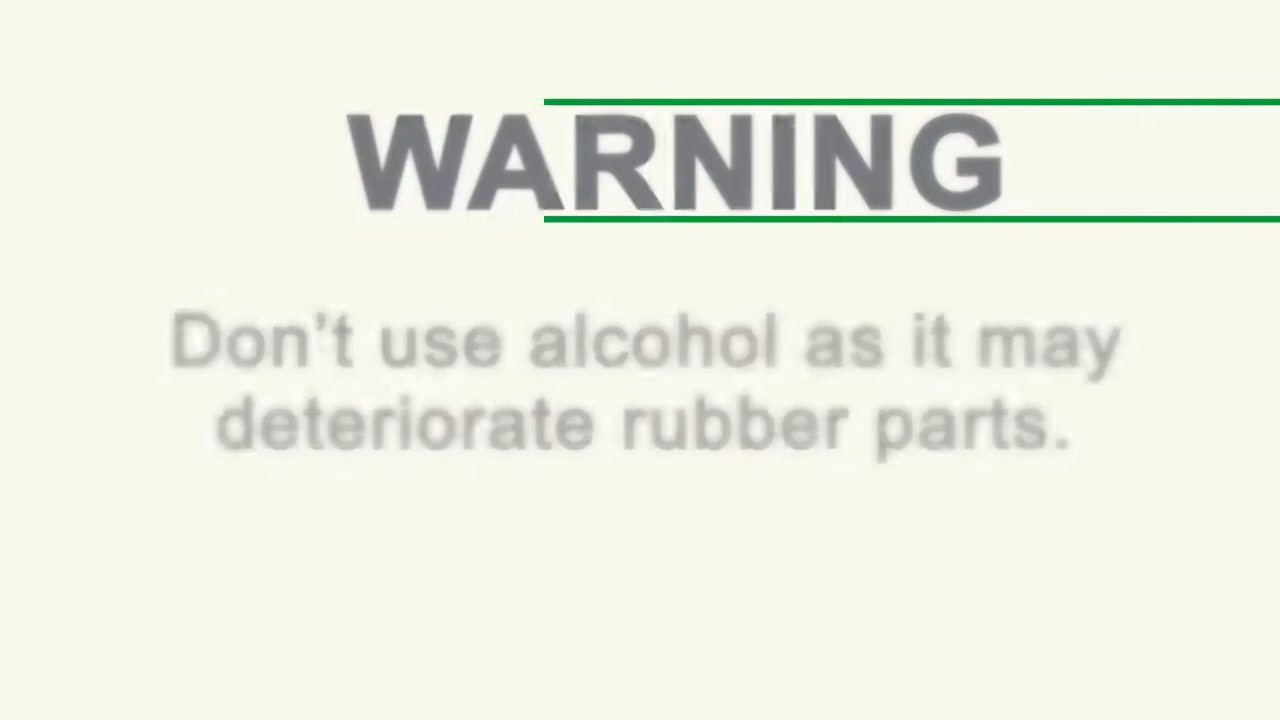 WARNING
Don't use alcohol as it may
deteriorate rubber parts.